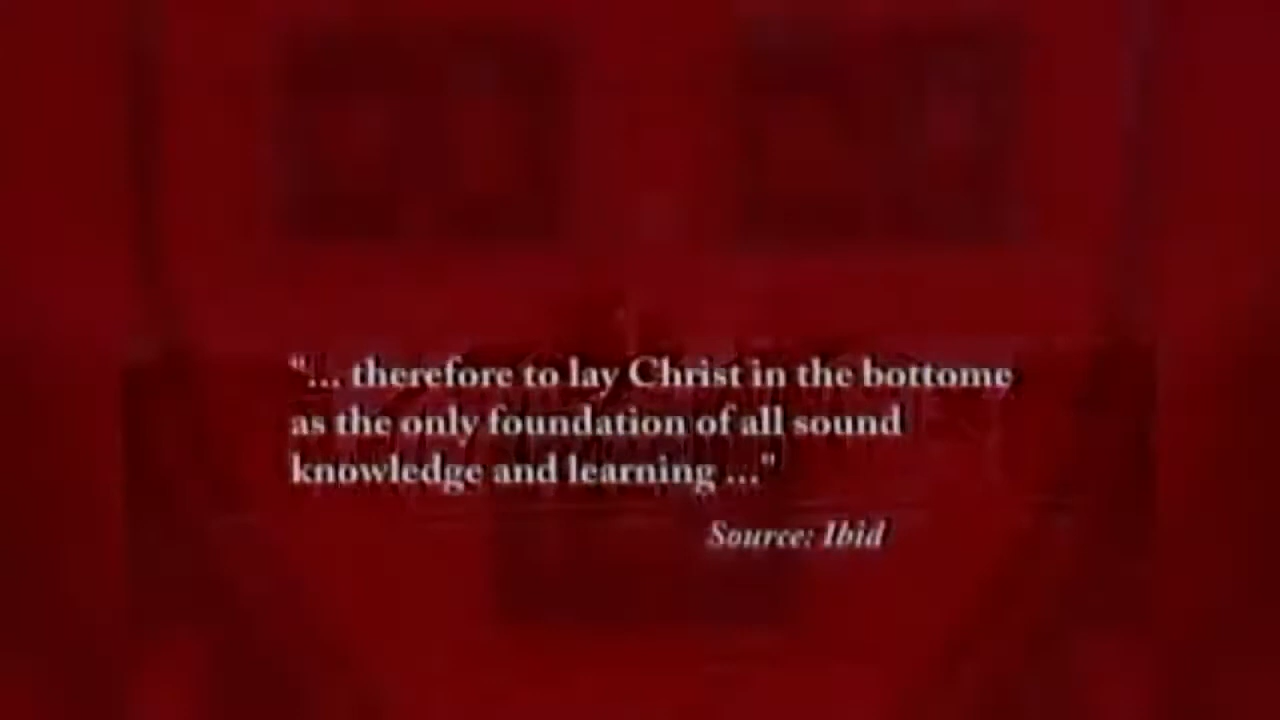 "... therefore to lay Christ in the bottome
as the only foundation of all sound
knowledge and learning ..."
Source: Ibid